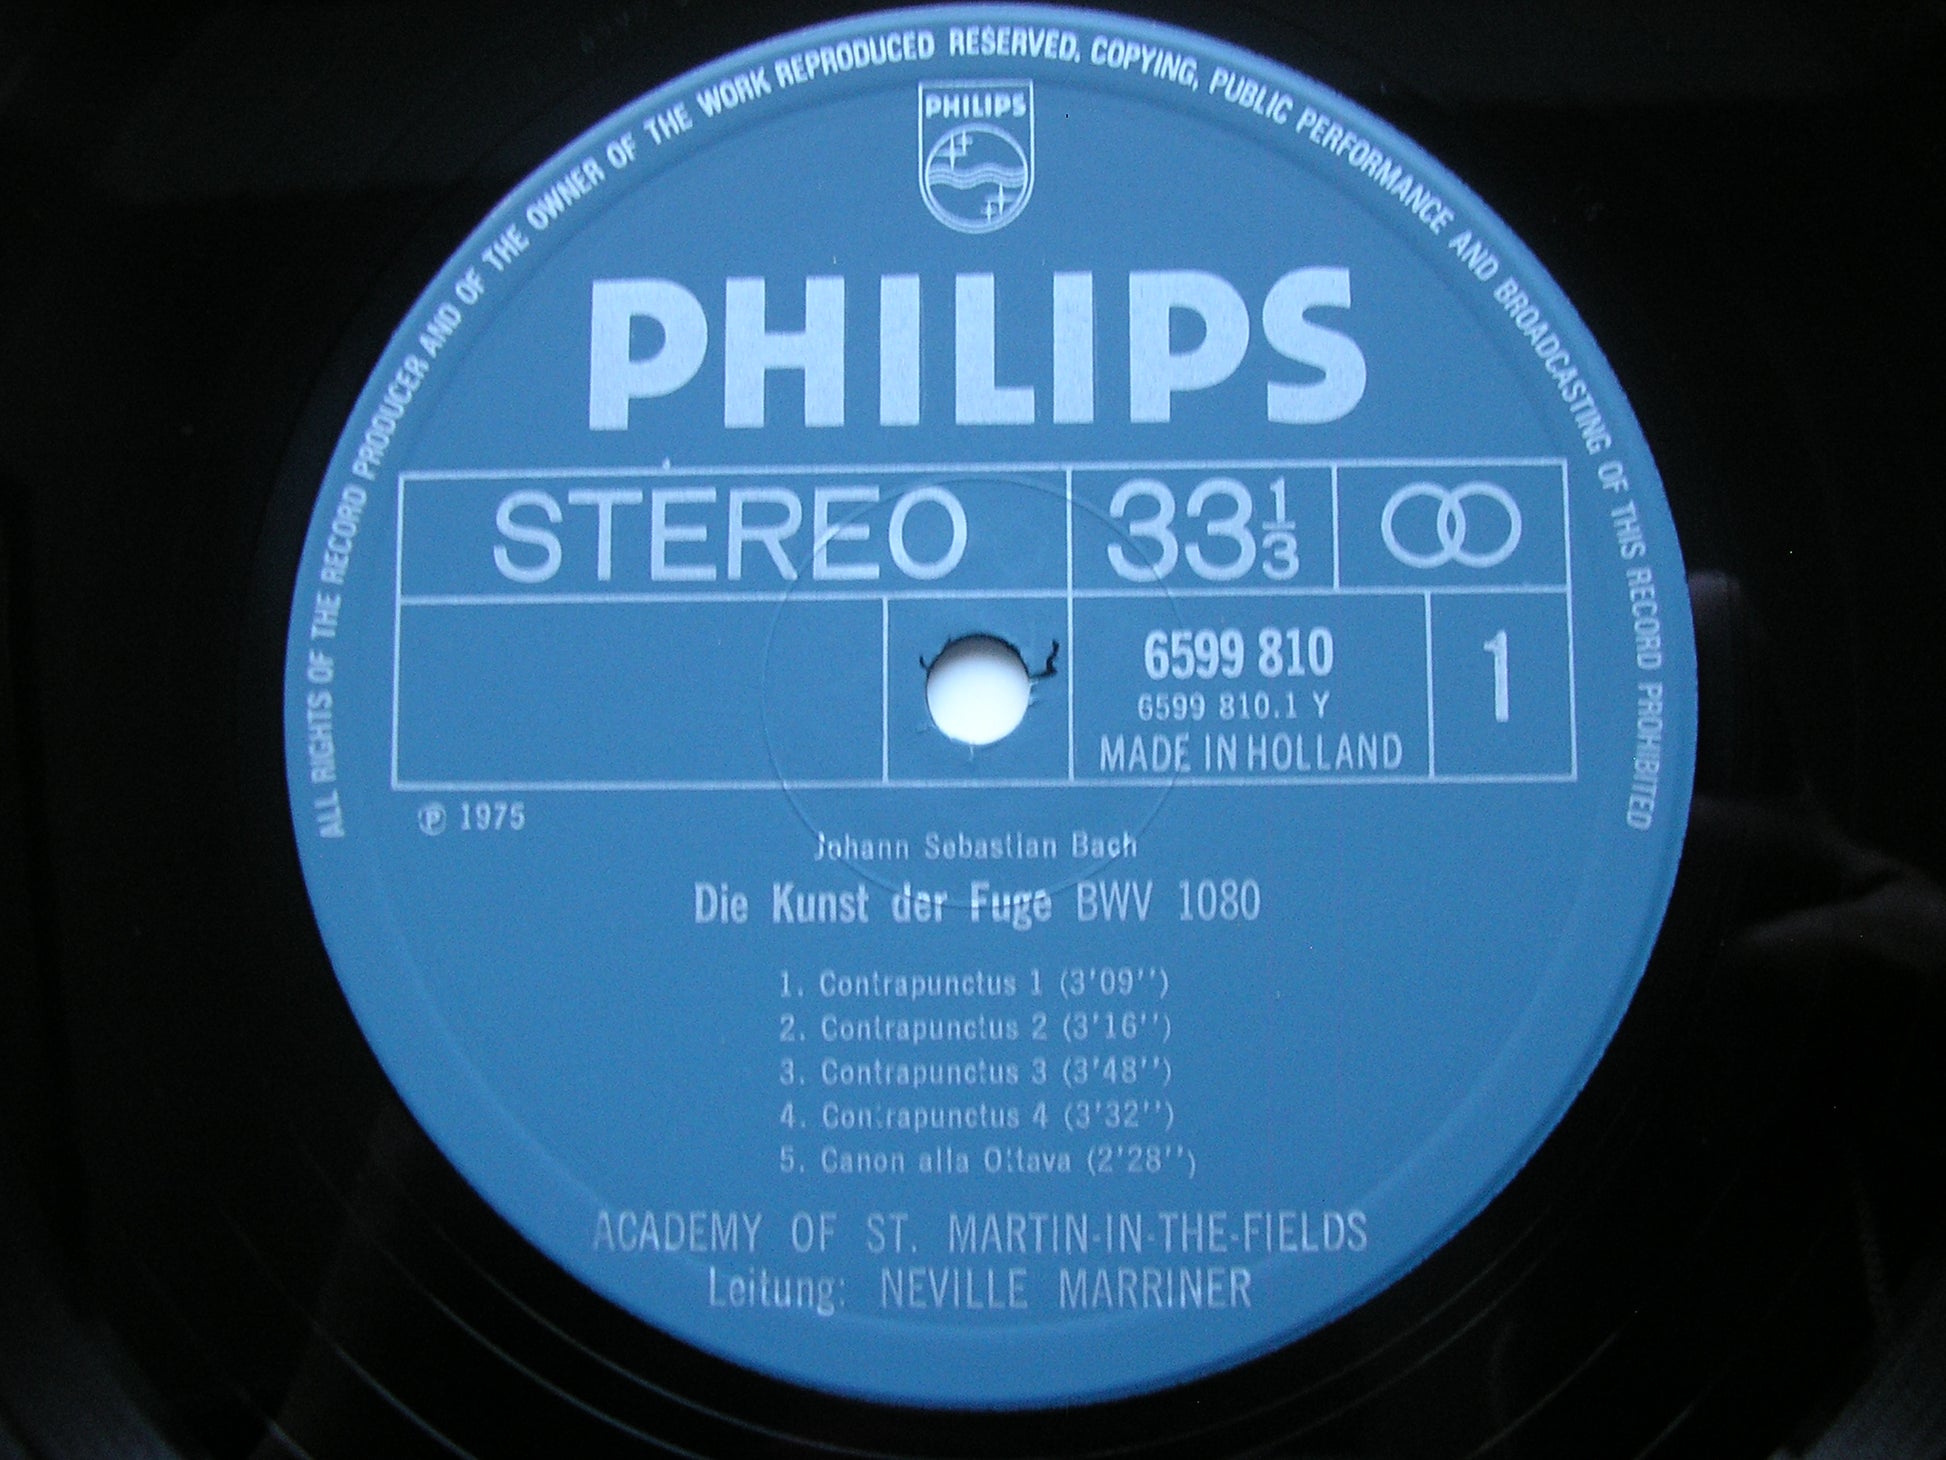 ALL RIGHTS OF THE RECORD PRODUCER AND OF THE OWNER OF THE WORK REPRODUCED RESERVED. COPYING, PUBLIC PERFORMANCE AND BROADCASTING OF THIS RECORD PROHIBITED
PHILIPS
PHILIPS
STEREO 33 1/3
6599 810 1
6599 810.1 Y
MADE IN HOLLAND
℗ 1975
Johann Sebastian Bach
Die Kunst der Fuge BWV 1080
1. Contrapunctus 1 (3'09'')
2. Contrapunctus 2 (3'16'')
3. Contrapunctus 3 (3'48'')
4. Contrapunctus 4 (3'32'')
5. Canon alla Ottava (2'28'')
ACADEMY OF ST. MARTIN-IN-THE-FIELDS
Leitung: NEVILLE MARRINER